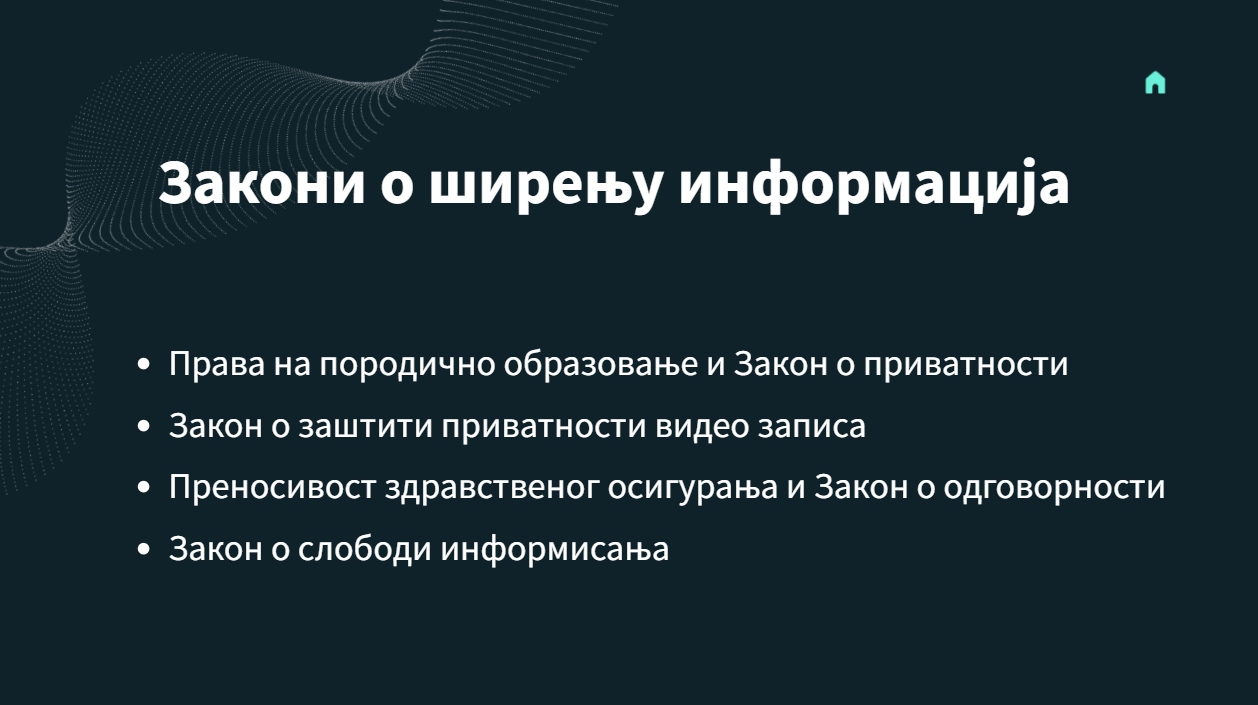 Закони о ширењу информација
• Права на породично образовање и Закон о приватности
• Закон о заштити приватности видео записа
• Преносивост здравственог осигурања и Закон о одговорности
• Закон о слободи информисања